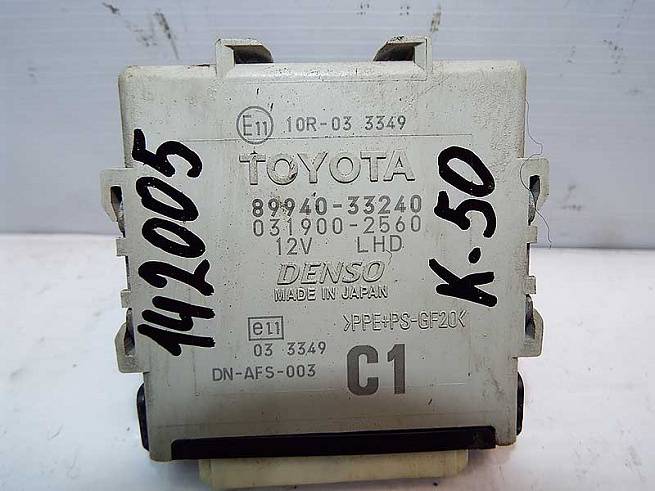 E11 10R-03 3349
TOYOTA
89940-33240
031900-2560
12V LHD
DENSO
MADE IN JAPAN
e11 >PPE+PS-GF20<
03 3349
DN-AFS-003 C1
142005
K-50